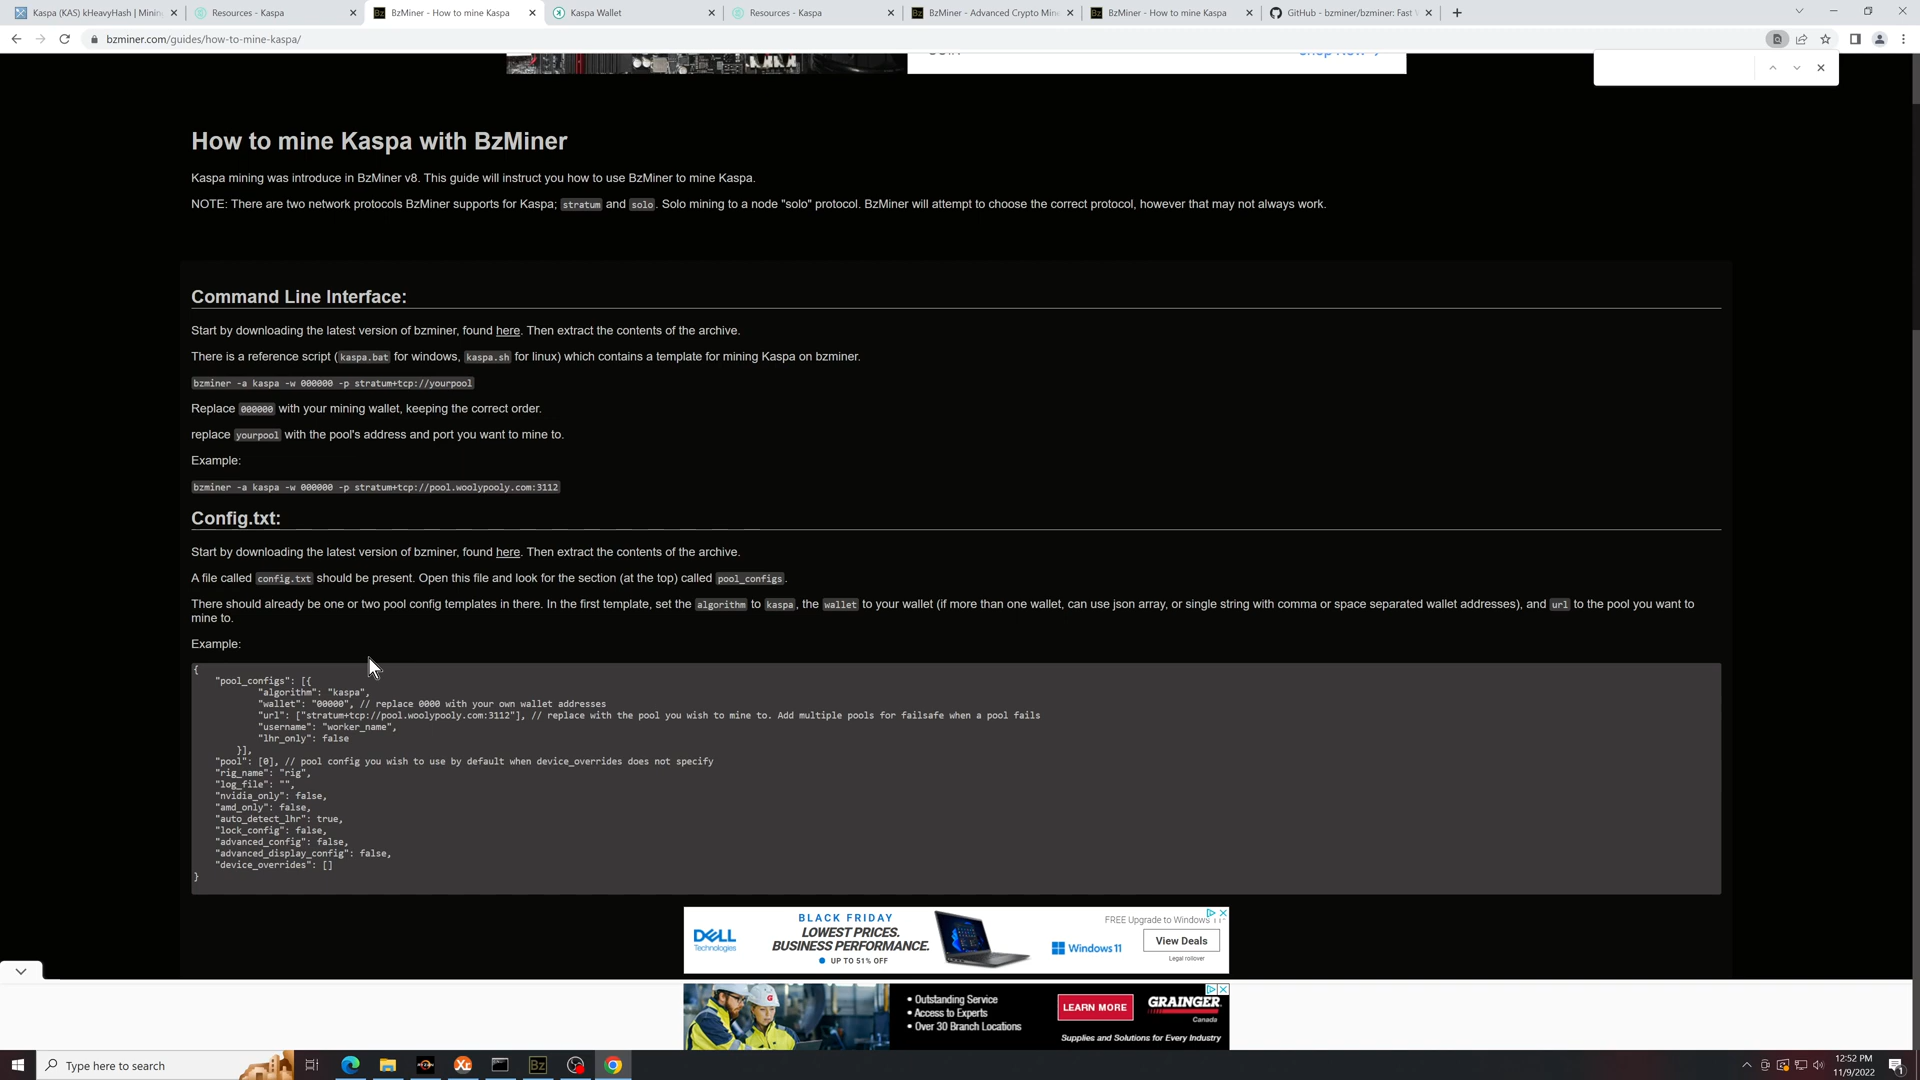 Kaspa (KAS) kHeavyHash | Minin
Resources - Kaspa
BzMiner - How to mine Kaspa
Kaspa Wallet
Resources - Kaspa
BzMiner - Advanced Crypto Min
BzMiner - How to mine Kaspa
GitHub - bzminer/bzminer: Fast
bzminer.com/guides/how-to-mine-kaspa/
How to mine Kaspa with BzMiner
Kaspa mining was introduce in BzMiner v8. This guide will instruct you how to use BzMiner to mine Kaspa.
NOTE: There are two network protocols BzMiner supports for Kaspa; stratum and solo. Solo mining to a node "solo" protocol. BzMiner will attempt to choose the correct protocol, however that may not always work.
Command Line Interface:
Start by downloading the latest version of bzminer, found here. Then extract the contents of the archive.
There is a reference script (kaspa.bat for windows, kaspa.sh for linux) which contains a template for mining Kaspa on bzminer.
bzminer -a kaspa -w 000000 -p stratum+tcp://yourpool
Replace 000000 with your mining wallet, keeping the correct order.
replace yourpool with the pool's address and port you want to mine to.
Example:
bzminer -a kaspa -w 000000 -p stratum+tcp://pool.woolypooly.com:3112
Config.txt:
Start by downloading the latest version of bzminer, found here. Then extract the contents of the archive.
A file called config.txt should be present. Open this file and look for the section (at the top) called pool_configs.
There should already be one or two pool config templates in there. In the first template, set the algorithm to kaspa, the wallet to your wallet (if more than one wallet, can use json array, or single string with comma or space separated wallet addresses), and url to the pool you want to
mine to.
Example:
{
"pool_configs": [{
"algorithm": "kaspa",
"wallet": "00000", // replace 0000 with your own wallet addresses
"url": ["stratum+tcp://pool.woolypooly.com:3112"], // replace with the pool you wish to mine to. Add multiple pools for failsafe when a pool fails
"username": "worker_name",
"lhr_only": false
}],
"pool": [0], // pool config you wish to use by default when device_overrides does not specify
"rig_name": "rig",
"log_file": "",
"nvidia_only": false,
"amd_only": false,
"auto_detect_lhr": true,
"lock_config": false,
"advanced_config": false,
"advanced_display_config": false,
"device_overrides": []
}
DELL
Technologies
BLACK FRIDAY
LOWEST PRICES.
BUSINESS PERFORMANCE.
UP TO 51% OFF
Windows 11
FREE Upgrade to Windows 11
View Deals
Legal rollover
• Outstanding Service
• Access to Experts
• Over 30 Branch Locations
LEARN MORE
GRAINGER
Canada
Supplies and Solutions for Every Industry
Type here to search
Xr
Bz
12:52 PM
11/9/2022
1